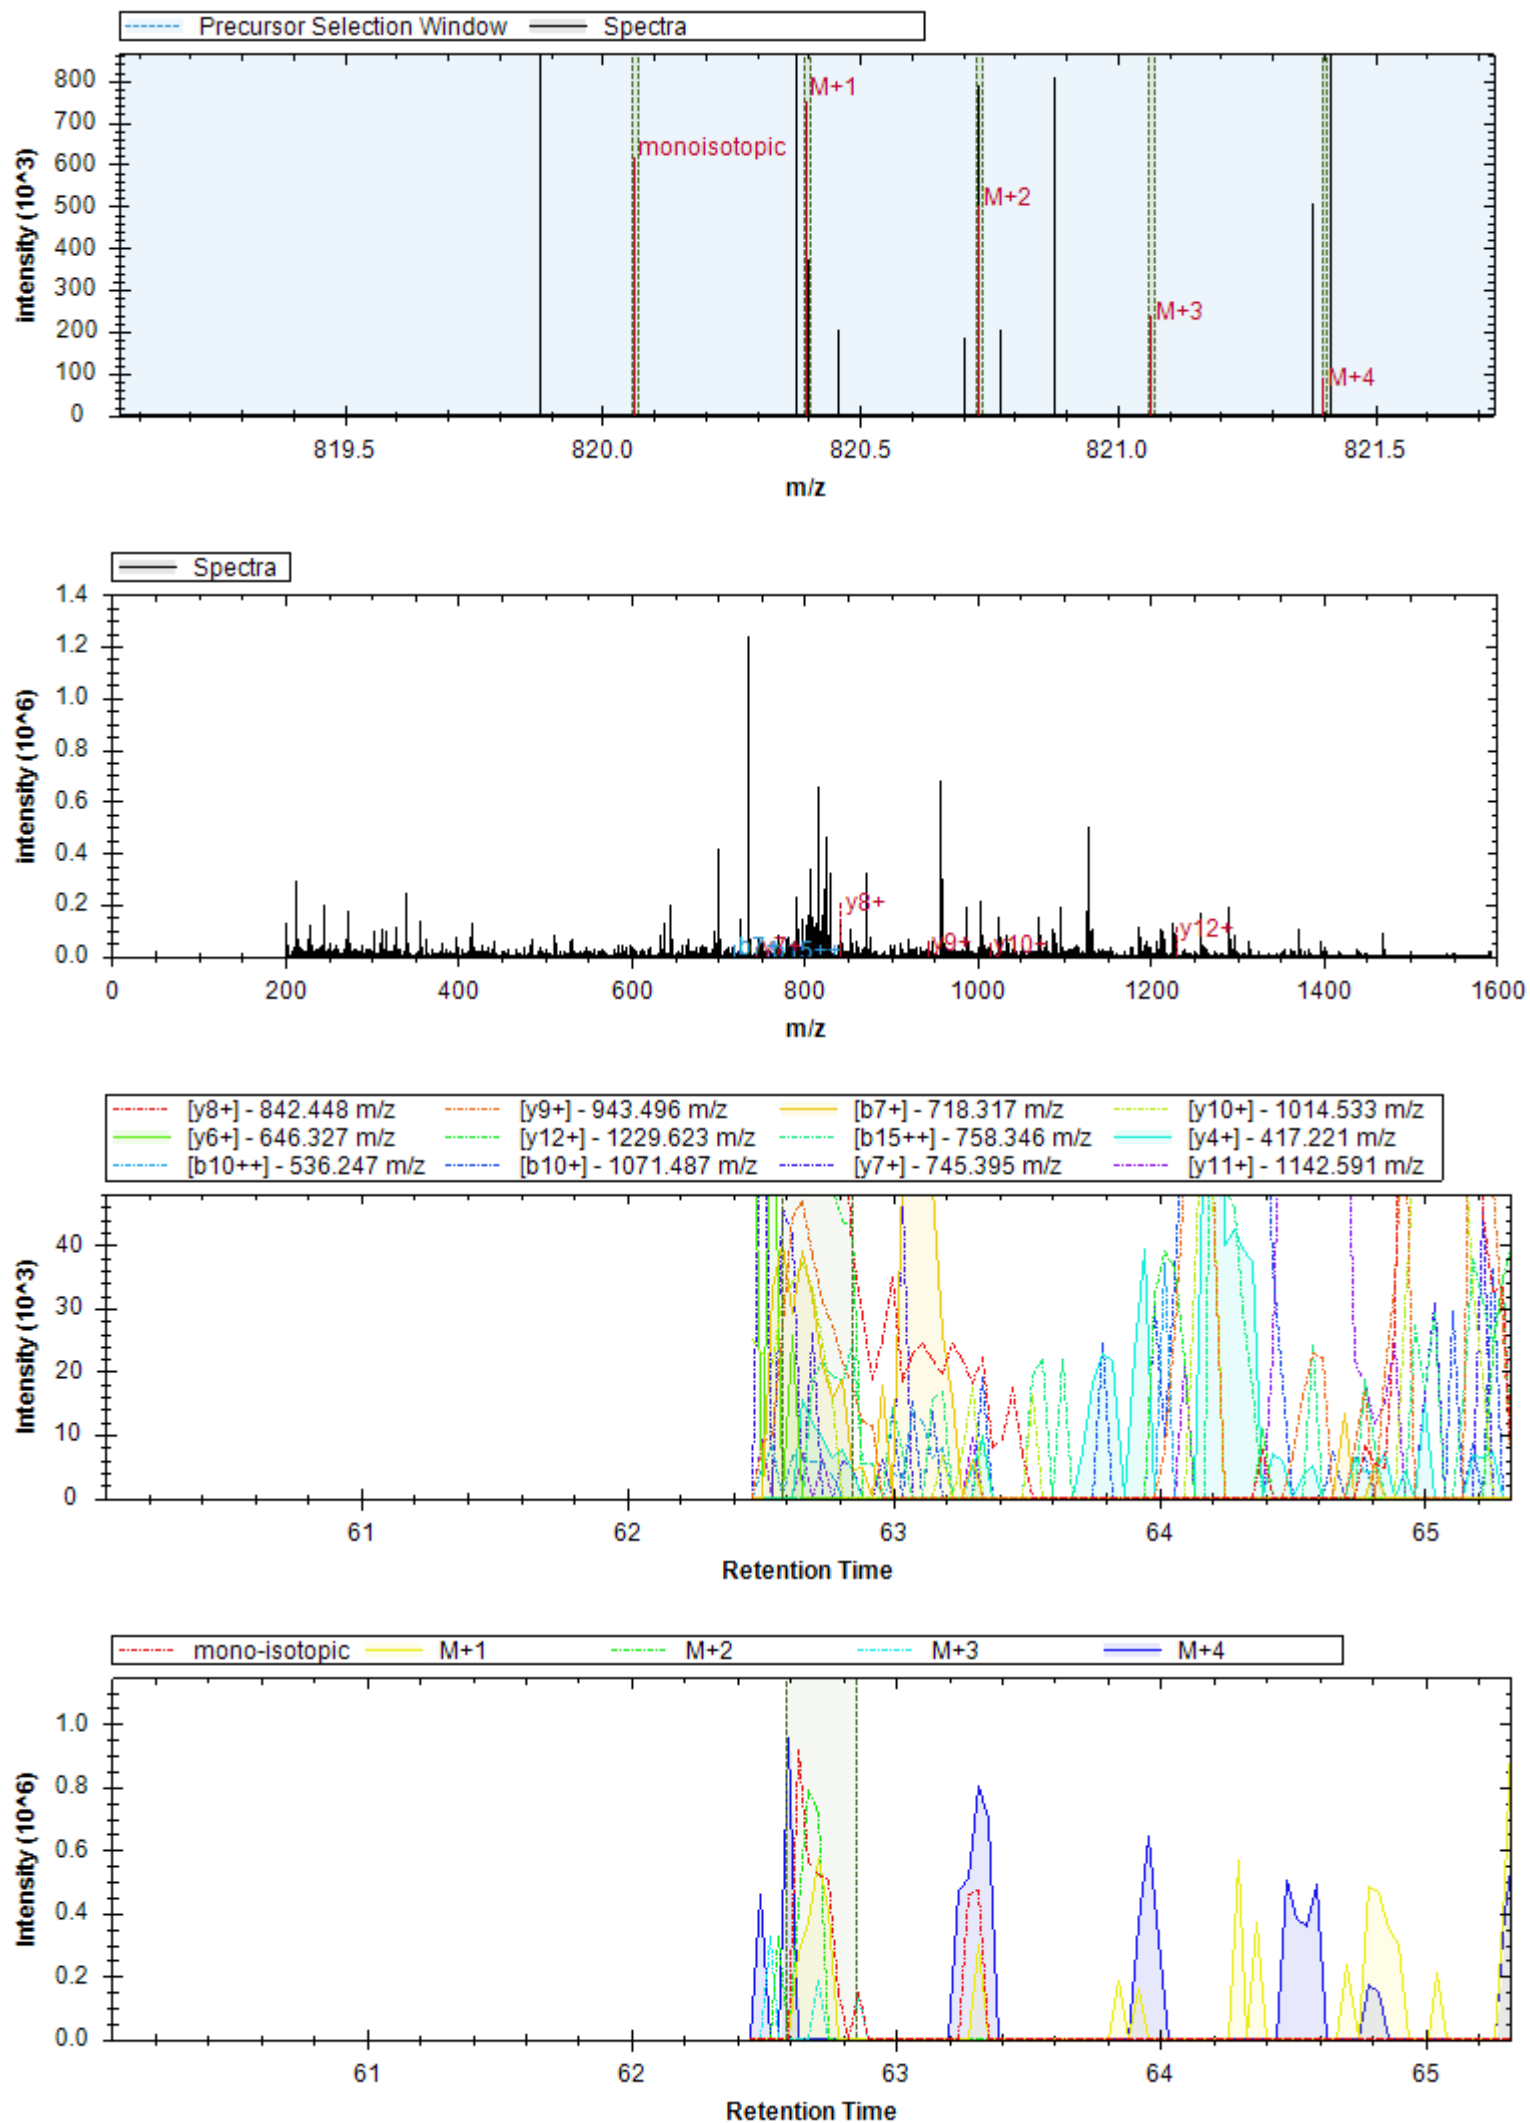 Precursor Selection Window Spectra
800
700
600
500
400
300
200
100
0
intensity (10^3)
M+1
monoisotopic
M+2
M+3
M+4
819.5 820.0 820.5 821.0 821.5
m/z
Spectra
1.4
1.2
1.0
0.8
0.6
0.4
0.2
0.0
intensity (10^6)
y8+
y9+ y10+ y12+
0 200 400 600 800 1000 1200 1400 1600
m/z
[y8+] - 842.448 m/z [y9+] - 943.496 m/z [b7+] - 718.317 m/z [y10+] - 1014.533 m/z
[y6+] - 646.327 m/z [y12+] - 1229.623 m/z [b15++] - 758.346 m/z [y4+] - 417.221 m/z
[b10++] - 536.247 m/z [b10+] - 1071.487 m/z [y7+] - 745.395 m/z [y11+] - 1142.591 m/z
40
30
20
10
0
Intensity (10^3)
61 62 63 64 65
Retention Time
mono-isotopic M+1 M+2 M+3 M+4
1.0
0.8
0.6
0.4
0.2
0.0
Intensity (10^6)
61 62 63 64 65
Retention Time